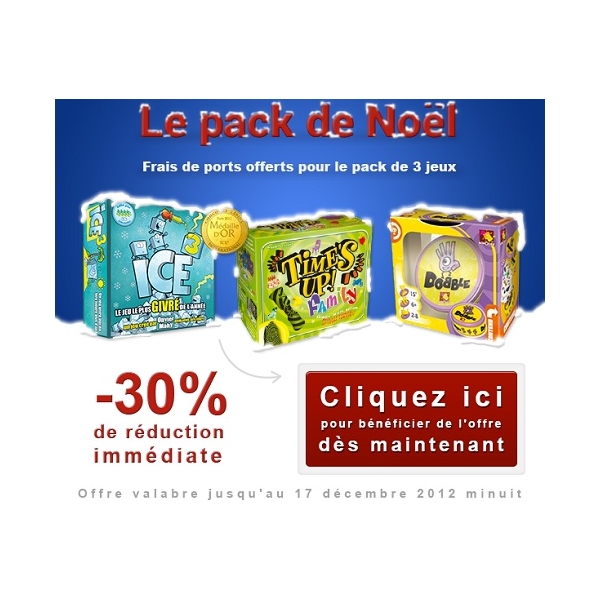 Le pack de Noël
Frais de ports offerts pour le pack de 3 jeux
ICE
3
Médaille
D'OR
TIME'S
UP!
Family
DOBBLE
LE JEU LE PLUS GIVRÉ DE L'ANNÉE
-30%
de réduction
immédiate
Cliquez ici
pour bénéficier de l'offre
dès maintenant
Offre valabre jusqu'au 17 décembre 2012 minuit